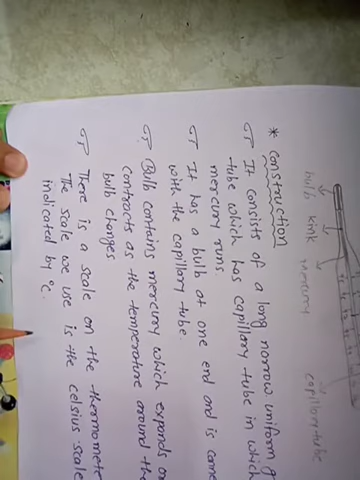 bulb kink mercury capillary tube
* Construction
It consists of a long narrow uniform g
tube which has capillary tube in which
mercury runs.
It has a bulb at one end and is conne
with the capillary tube.
Bulb contains mercury which expands or
contracts as the temperature around the
bulb changes
There is a scale on the thermomete
The scale we use is the celsius scale
indicated by °C.